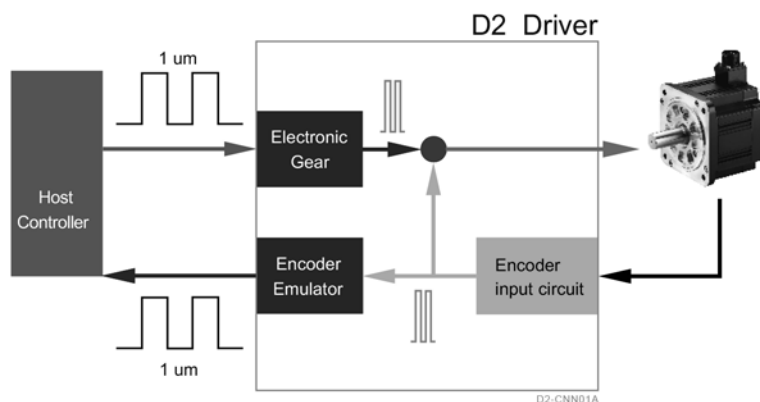 D2 Driver
1 um
Electronic
Gear
Host
Controller
Encoder
Emulator
Encoder
input circuit
1 um
D2-CNN01A